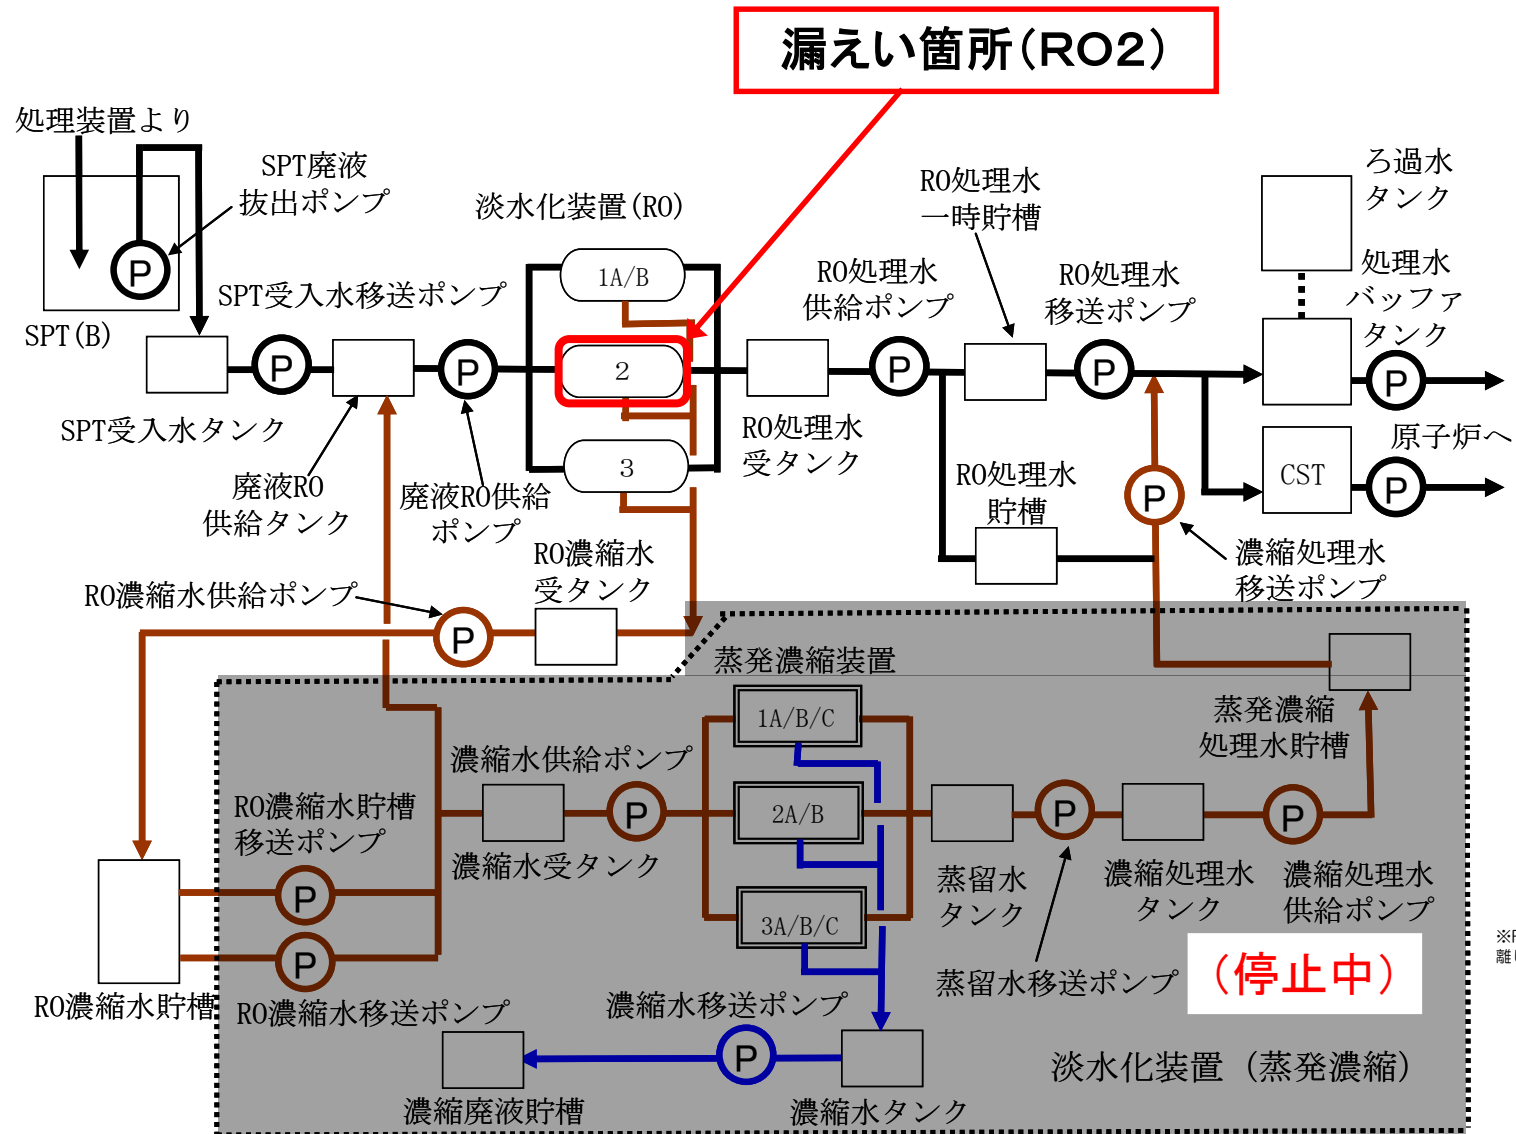 漏えい箇所(RO2)
処理装置より
SPT廃液
抜出ポンプ
P
SPT(B)
淡水化装置(RO)
RO処理水
一時貯槽
ろ過水
タンク
SPT受入水移送ポンプ
1A/B
RO処理水
供給ポンプ
RO処理水
移送ポンプ
処理水
バッファ
タンク
P
P
2
P
P
P
SPT受入水タンク
RO処理水
受タンク
原子炉へ
廃液RO
供給タンク
廃液RO供給
ポンプ
3
RO処理水
貯槽
P
CST
P
RO濃縮水
受タンク
濃縮処理水
移送ポンプ
RO濃縮水供給ポンプ
P
蒸発濃縮装置
1A/B/C
蒸発濃縮
処理水貯槽
濃縮水供給ポンプ
RO濃縮水貯槽
移送ポンプ
P
2A/B
P
P
濃縮水受タンク
P
3A/B/C
蒸留水
タンク
濃縮処理水
タンク
濃縮処理水
供給ポンプ
P
RO濃縮水貯槽
RO濃縮水移送ポンプ
濃縮水移送ポンプ
蒸留水移送ポンプ
(停止中)
P
濃縮廃液貯槽
濃縮水タンク
淡水化装置(蒸発濃縮)